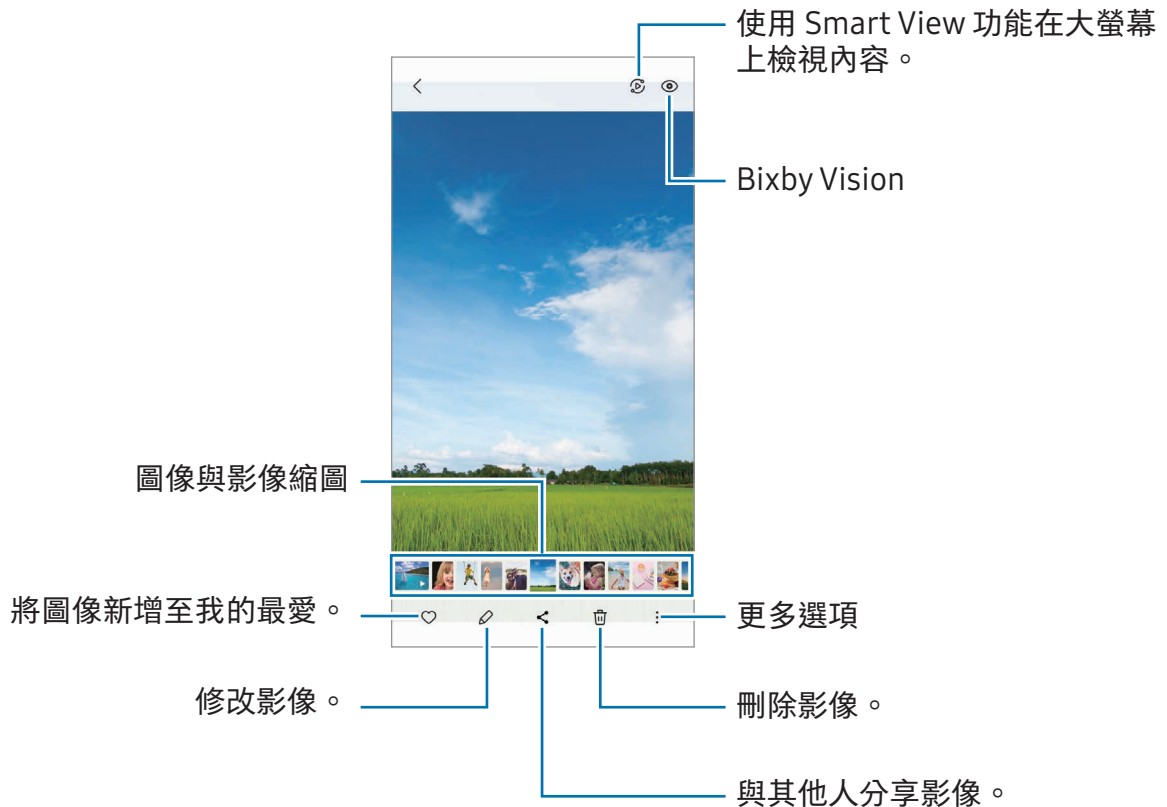 使用 Smart View 功能在大螢幕
上檢視內容。
Bixby Vision
圖像與影像縮圖
將圖像新增至我的最愛。
更多選項
修改影像。
刪除影像。
與其他人分享影像。